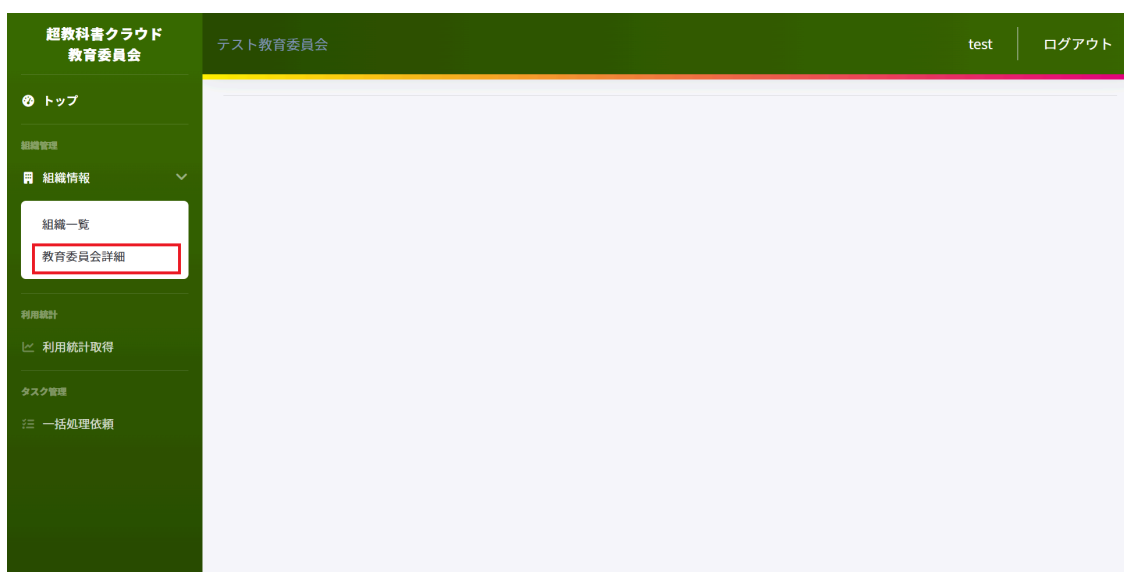 超教科書クラウド
教育委員会
テスト教育委員会
test
ログアウト
トップ
組織管理
組織情報
組織一覧
教育委員会詳細
利用統計
利用統計取得
タスク管理
一括処理依頼